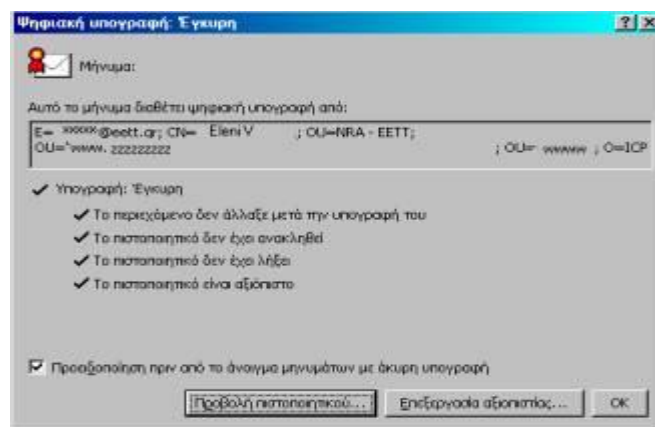 Ψηφιακή υπογραφή: Έγκυρη
Μήνυμα:
Αυτό το μήνυμα διαθέτει ψηφιακή υπογραφή από:
E= xxxxx@eett.gr; CN= Eleni V ; OU=NRA - EETT;
OU="www. zzzzzzzzz ; OU= wwwww ; O=ICP
Υπογραφή: Έγκυρη
Το περιεχόμενο δεν άλλαξε μετά την υπογραφή του
Το πιστοποιητικό δεν έχει ανακληθεί
Το πιστοποιητικό δεν έχει λήξει
Το πιστοποιητικό είναι αξιόπιστο
Προειδοποίηση πριν από το άνοιγμα μηνυμάτων με άκυρη υπογραφή
Προβολή πιστοποιητικού... Επεξεργασία αξιοπιστίας... OK